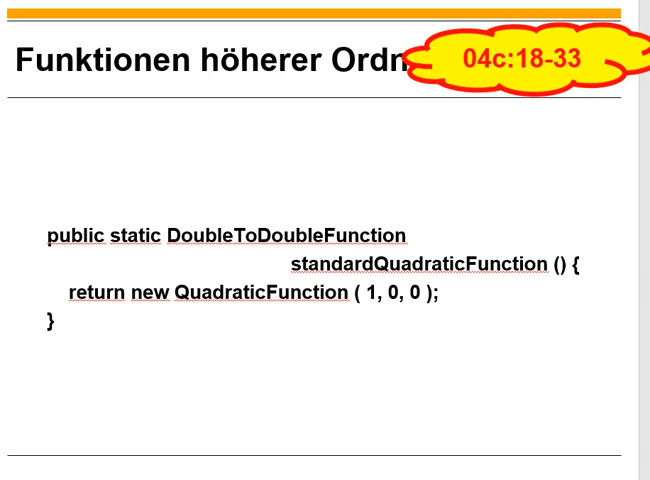 Funktionen höherer Ordn
04c:18-33
public static DoubleToDoubleFunction
standardQuadraticFunction () {
return new QuadraticFunction ( 1, 0, 0 );
}